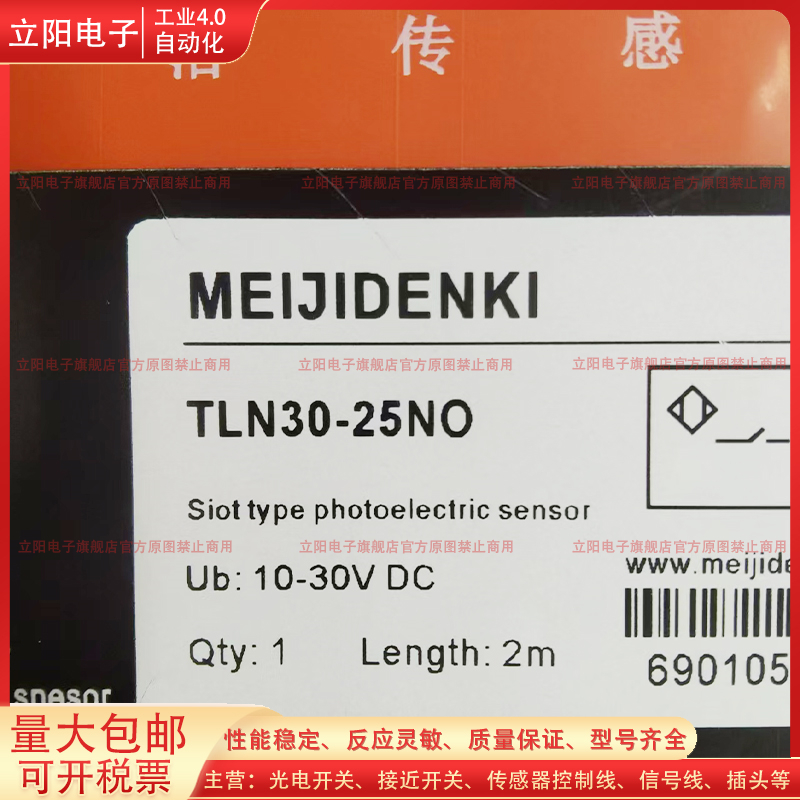 立阳电子
工业4.0
自动化
传 感
立阳电子旗舰店官方原图禁止商用 立阳电子旗舰店官方原图禁止商用 立阳电子旗舰店官方原图禁止商用
MEIJIDENKI
立阳电子旗舰店官方原图禁止商用 立阳电子旗舰店官方原图禁止商用 立阳电子旗舰店官方原图禁止商用
TLN30-25NO
Siot type photoelectric sensor
立阳电子旗舰店官方原图禁止商用 立阳电子旗舰店官方原图禁止商用 立阳电子旗舰店官方原图禁止商用
www.meijide
Ub: 10-30V DC
Qty: 1 Length: 2m
690105
spesor
量大包邮
可开税票
性能稳定、反应灵敏、质量保证、型号齐全
主营：光电开关、接近开关、传感器控制线、信号线、插头等